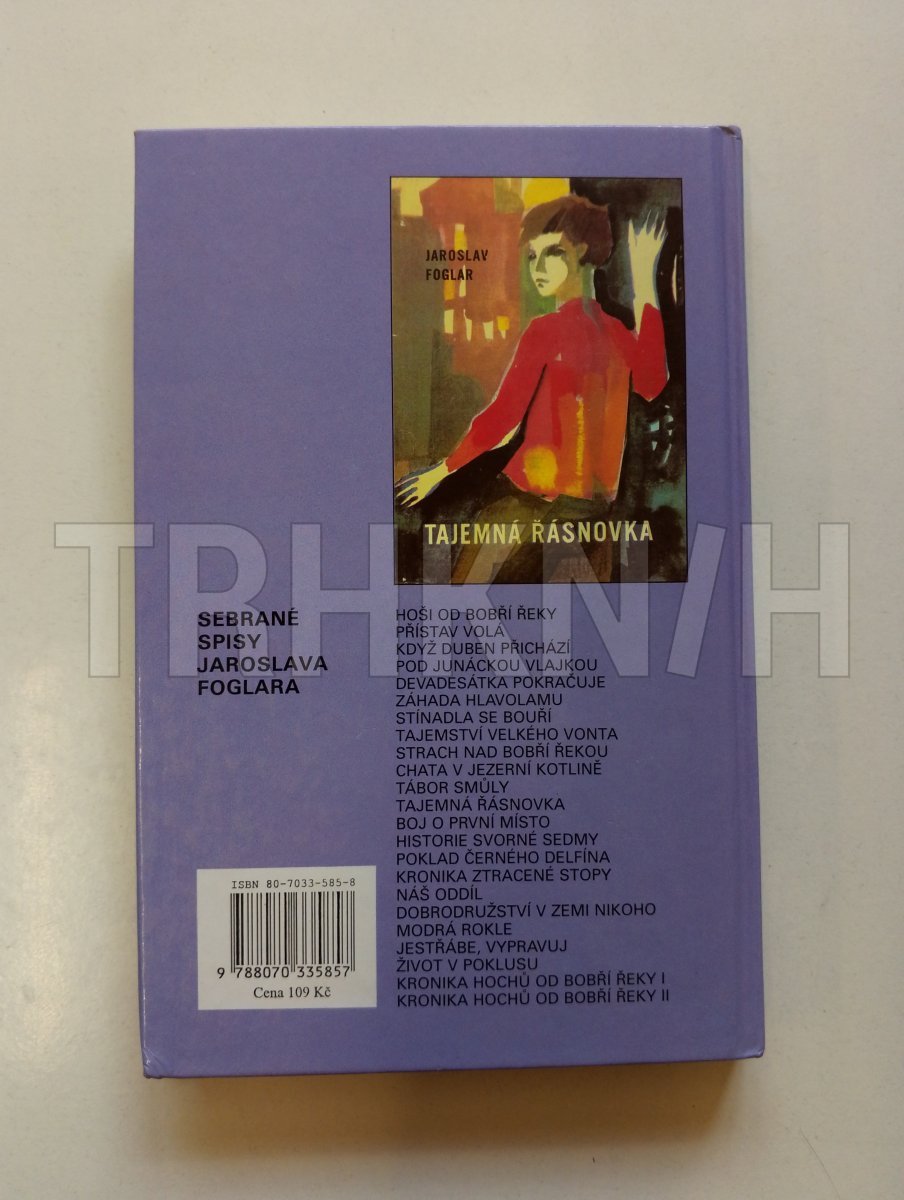 JAROSLAV
FOGLAR
TAJEMNÁ ŘÁSNOVKA
TRHKNIH
SEBRANÉ
SPISY
JAROSLAVA
FOGLARA
HOŠI OD BOBŘÍ ŘEKY
PŘÍSTAV VOLÁ
KDYŽ DUBEN PŘICHÁZÍ
POD JUNÁCKOU VLAJKOU
DEVADESÁTKA POKRAČUJE
ZÁHADA HLAVOLAMU
STÍNADLA SE BOUŘÍ
TAJEMSTVÍ VELKÉHO VONTA
STRACH NAD BOBŘÍ ŘEKOU
CHATA V JEZERNÍ KOTLINĚ
TÁBOR SMŮLY
TAJEMNÁ ŘÁSNOVKA
BOJ O PRVNÍ MÍSTO
HISTORIE SVORNÉ SEDMY
POKLAD ČERNÉHO DELFÍNA
KRONIKA ZTRACENÉ STOPY
NÁŠ ODDÍL
DOBRODRUŽSTVÍ V ZEMI NIKOHO
MODRÁ ROKLE
JESTŘÁBE, VYPRAVUJ
ŽIVOT V POKLUSU
KRONIKA HOCHŮ OD BOBŘÍ ŘEKY I
KRONIKA HOCHŮ OD BOBŘÍ ŘEKY II
ISBN 80-7033-585-8
9 788070 335857
Cena 109 Kč